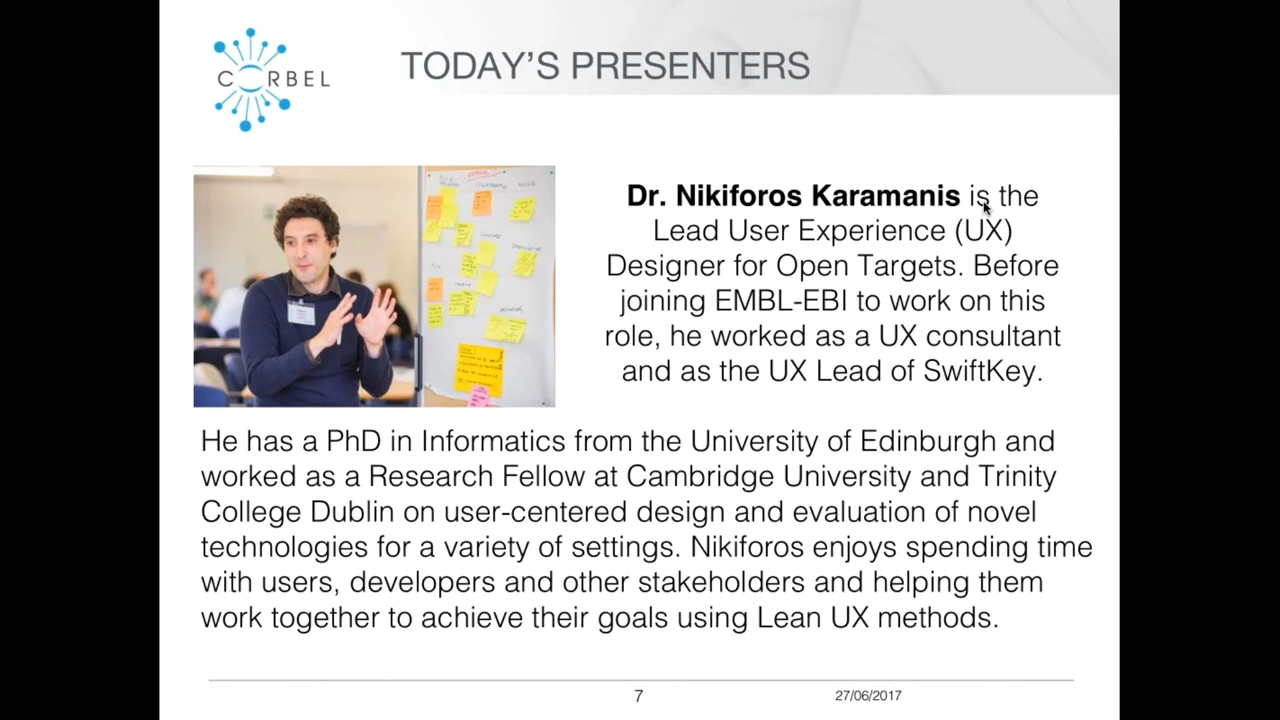 CORBEL
TODAY'S PRESENTERS
Dr. Nikiforos Karamanis is the
Lead User Experience (UX)
Designer for Open Targets. Before
joining EMBL-EBI to work on this
role, he worked as a UX consultant
and as the UX Lead of SwiftKey.
He has a PhD in Informatics from the University of Edinburgh and
worked as a Research Fellow at Cambridge University and Trinity
College Dublin on user-centered design and evaluation of novel
technologies for a variety of settings. Nikiforos enjoys spending time
with users, developers and other stakeholders and helping them
work together to achieve their goals using Lean UX methods.
7
27/06/2017